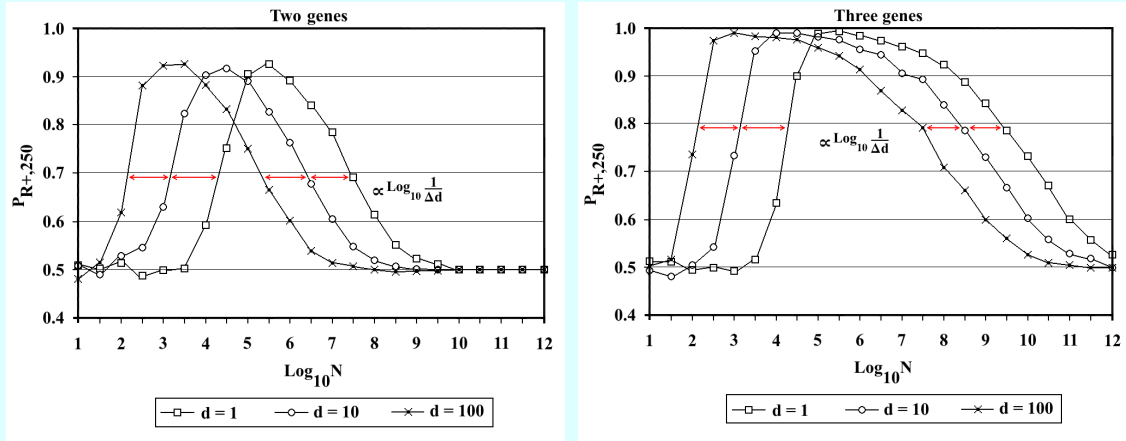 Two genes
1.0
0.9
0.8
0.7
0.6
0.5
0.4
P R+,250
∝ Log10 1/Δd
1 2 3 4 5 6 7 8 9 10 11 12
Log10N
d = 1 d = 10 d = 100
Three genes
1.0
0.9
0.8
0.7
0.6
0.5
0.4
P R+,250
∝ Log10 1/Δd
1 2 3 4 5 6 7 8 9 10 11 12
Log10N
d = 1 d = 10 d = 100